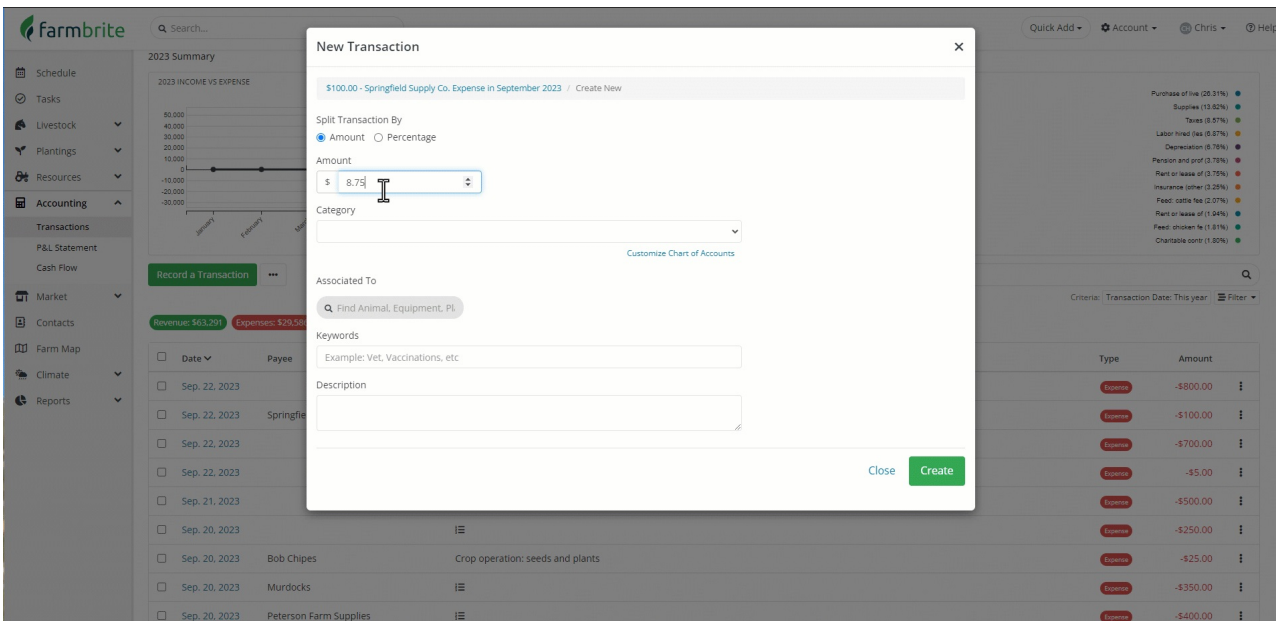 farmbrite
Search...
Quick Add
Account
Chris
Help
Schedule
Tasks
Livestock
Plantings
Resources
Accounting
Transactions
P&L Statement
Cash Flow
Market
Contacts
Farm Map
Climate
Reports
2023 Summary
2023 INCOME VS EXPENSE
50,000
40,000
30,000
20,000
10,000
0
-10,000
-20,000
-30,000
January
February
Purchase of live (26.31%)
Supplies (13.62%)
Taxes (8.57%)
Labor hired (les (6.87%)
Depreciation (6.76%)
Pension and prof (3.78%)
Rent or lease of (3.75%)
Insurance (other (3.25%)
Feed: cattle fee (2.07%)
Rent or lease of (1.94%)
Feed: chicken fe (1.81%)
Charitable contr (1.80%)
New Transaction
×
$100.00 - Springfield Supply Co. Expense in September 2023 / Create New
Split Transaction By
Amount Percentage
Amount
$ 8.75
Category
Customize Chart of Accounts
Associated To
Find Animal, Equipment, Pl
Keywords
Example: Vet, Vaccinations, etc
Description
Close Create
Record a Transaction
Criteria: Transaction Date: This year Filter
Revenue: $63,291 Expenses: $29,586
Date Payee Type Amount
Sep. 22, 2023 Expense -$800.00
Sep. 22, 2023 Springfie Expense -$100.00
Sep. 22, 2023 Expense -$700.00
Sep. 22, 2023 Expense -$5.00
Sep. 21, 2023 Expense -$500.00
Sep. 20, 2023 Expense -$250.00
Sep. 20, 2023 Bob Chipes Crop operation: seeds and plants Expense -$25.00
Sep. 20, 2023 Murdocks Expense -$350.00
Sep. 20, 2023 Peterson Farm Supplies Expense -$400.00